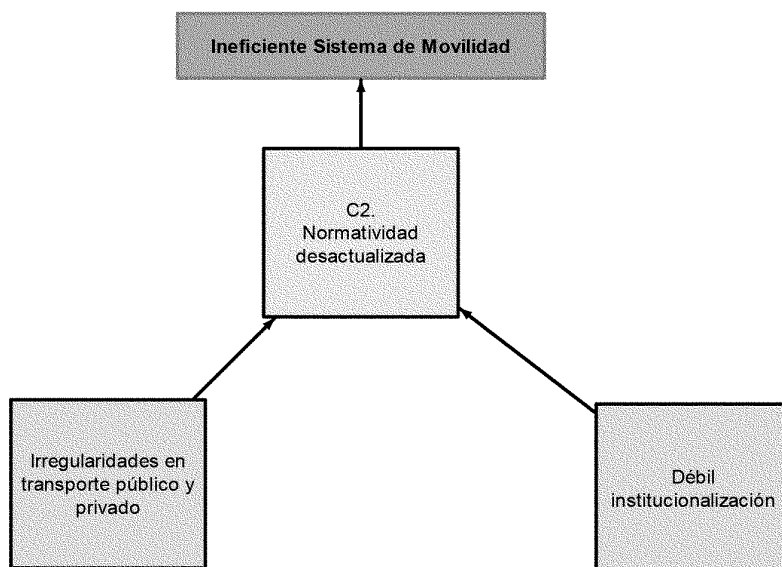 Ineficiente Sistema de Movilidad
C2.
Normatividad
desactualizada
Irregularidades en
transporte público y
privado
Débil
institucionalización